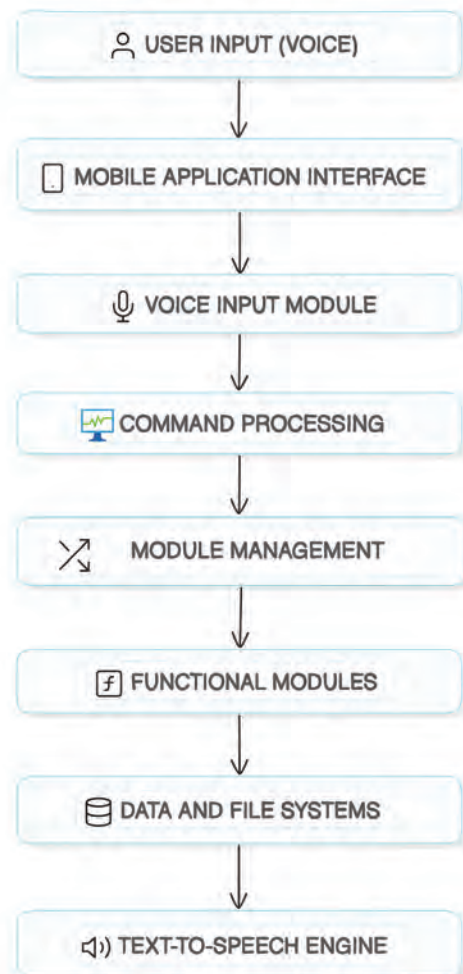 USER INPUT (VOICE)
MOBILE APPLICATION INTERFACE
VOICE INPUT MODULE
COMMAND PROCESSING
MODULE MANAGEMENT
FUNCTIONAL MODULES
DATA AND FILE SYSTEMS
TEXT-TO-SPEECH ENGINE